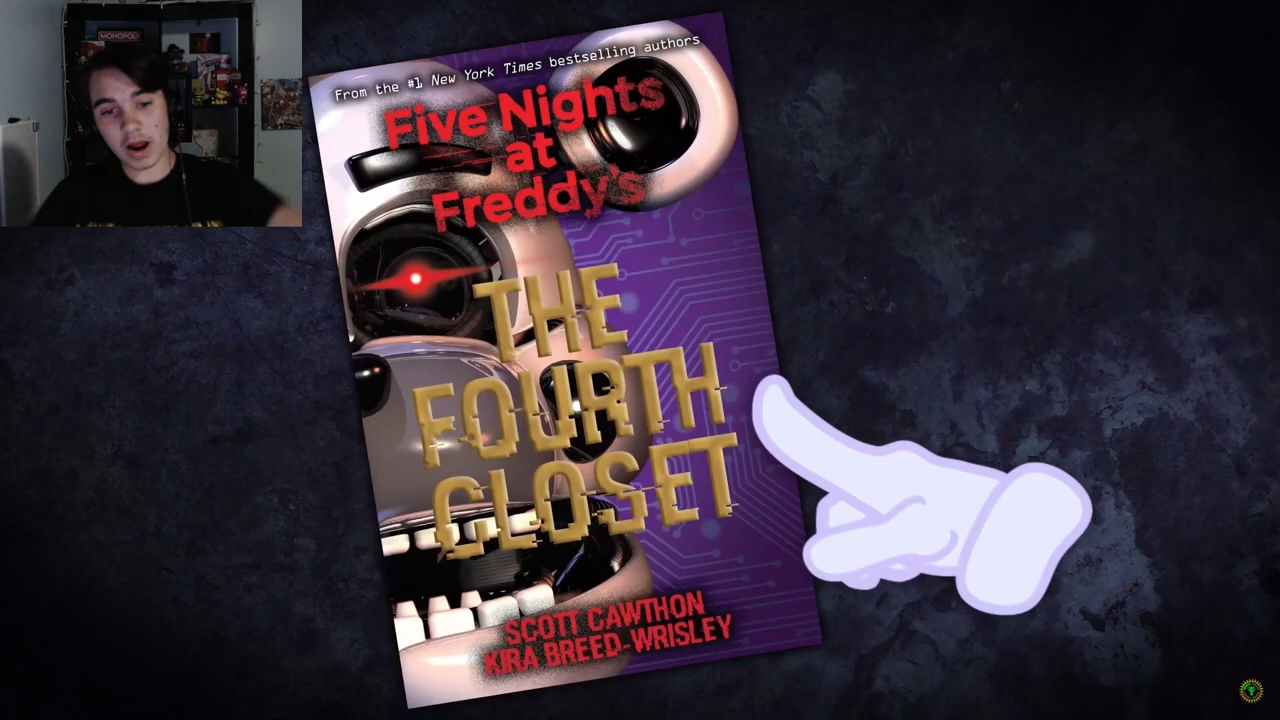 MONOPOLY
From the #1 New York Times bestselling authors
Five Nights
at
Freddy's
THE
FOURTH
CLOSET
SCOTT CAWTHON
KIRA BREED-WRISLEY